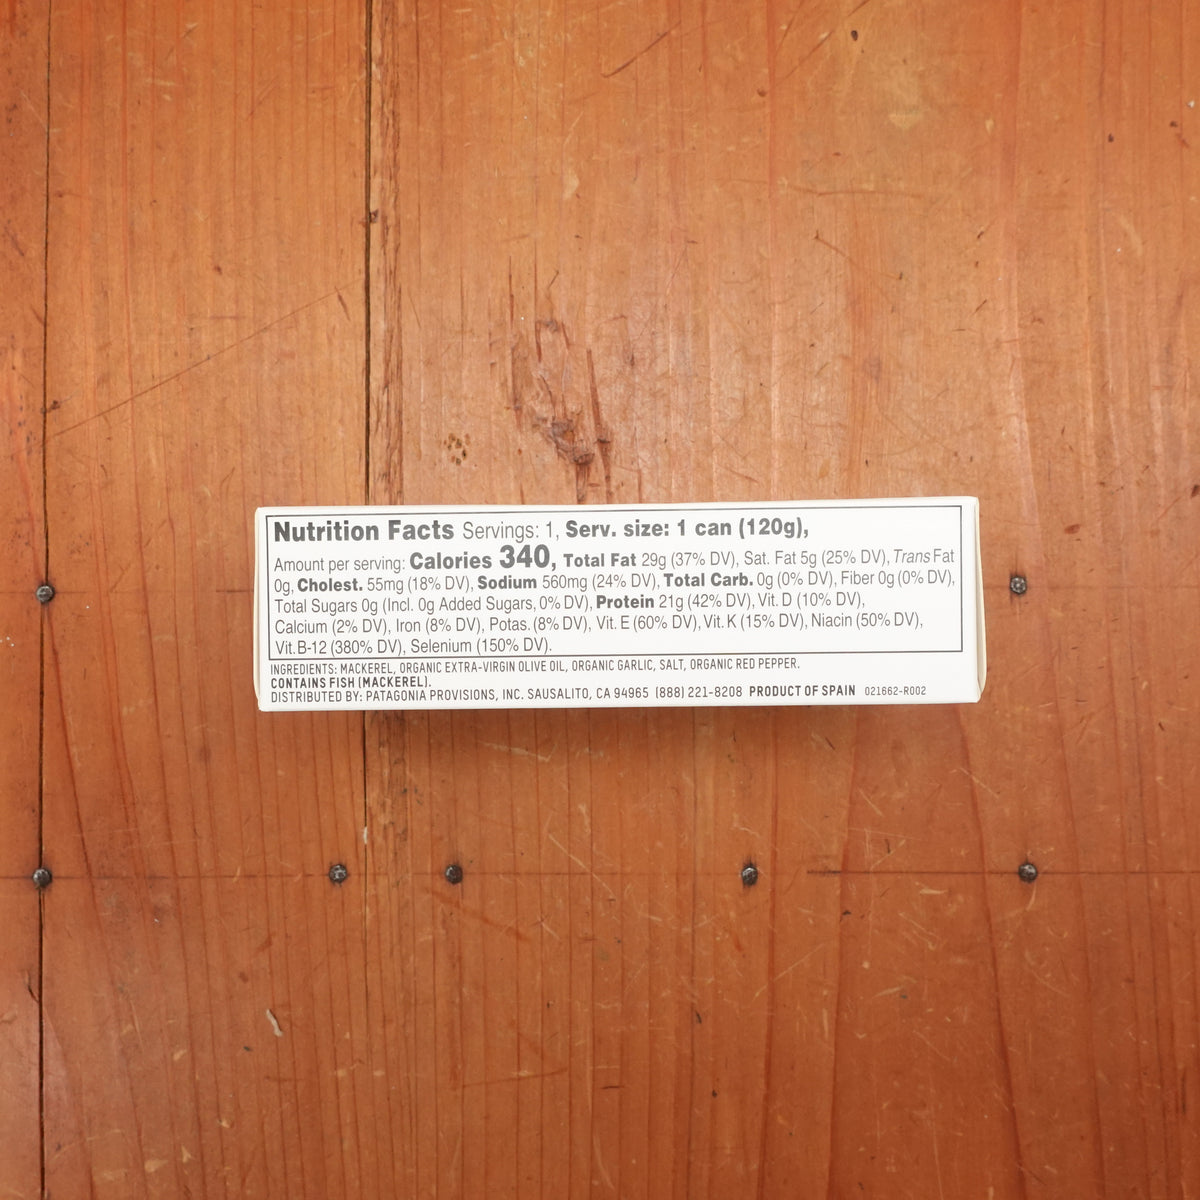 Nutrition Facts Servings: 1, Serv. size: 1 can (120g),
Amount per serving: Calories 340, Total Fat 29g (37% DV), Sat. Fat 5g (25% DV), Trans Fat
0g, Cholest. 55mg (18% DV), Sodium 560mg (24% DV), Total Carb. 0g (0% DV), Fiber 0g (0% DV),
Total Sugars 0g (Incl. 0g Added Sugars, 0% DV), Protein 21g (42% DV), Vit. D (10% DV),
Calcium (2% DV), Iron (8% DV), Potas. (8% DV), Vit. E (60% DV), Vit. K (15% DV), Niacin (50% DV),
Vit. B-12 (380% DV), Selenium (150% DV).
INGREDIENTS: MACKEREL, ORGANIC EXTRA-VIRGIN OLIVE OIL, ORGANIC GARLIC, SALT, ORGANIC RED PEPPER.
CONTAINS FISH (MACKEREL).
DISTRIBUTED BY: PATAGONIA PROVISIONS, INC. SAUSALITO, CA 94965 (888) 221-8208 PRODUCT OF SPAIN 021662-R002